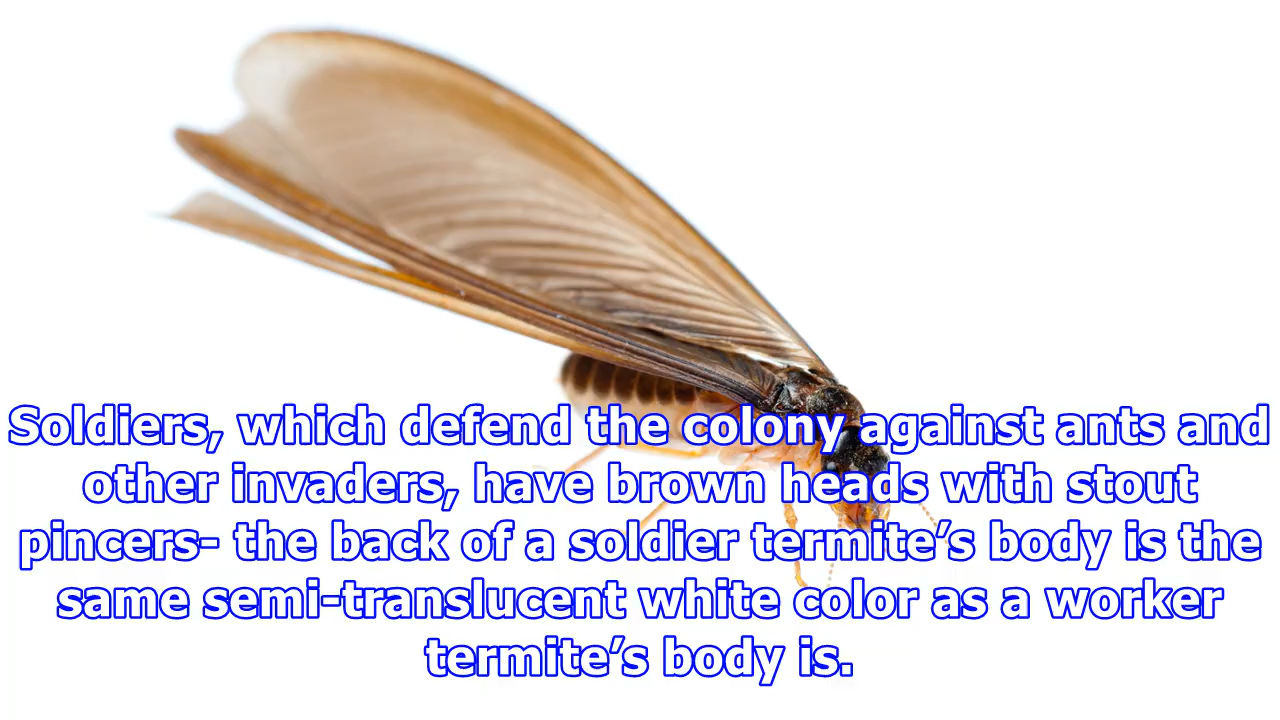 Soldiers, which defend the colony against ants and
other invaders, have brown heads with stout
pincers- the back of a soldier termite’s body is the
same semi-translucent white color as a worker
termite’s body is.